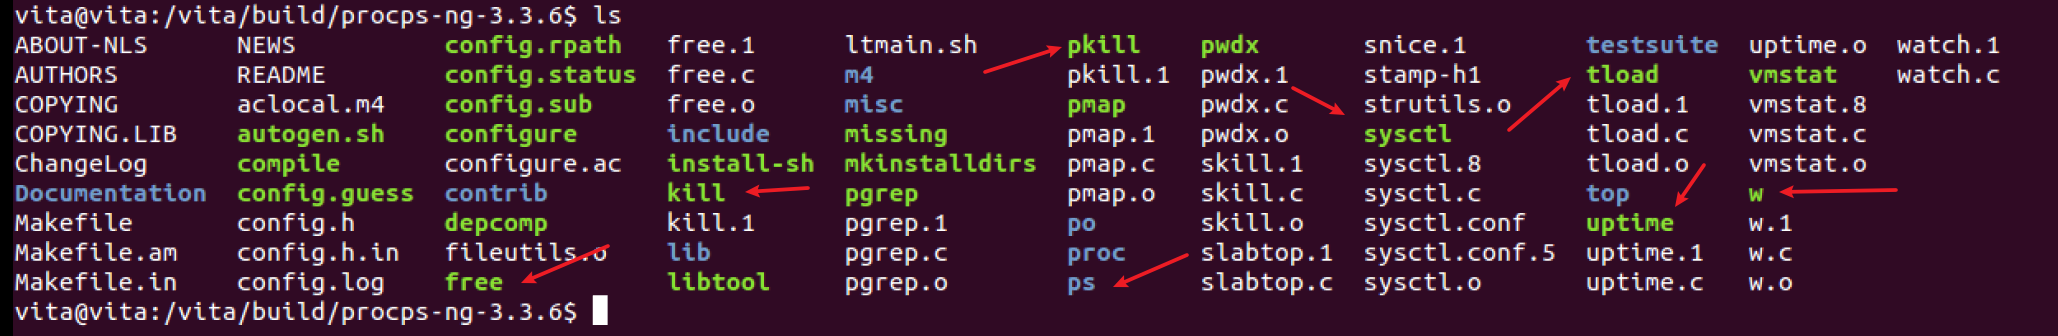 vita@vita:/vita/build/procps-ng-3.3.6$ ls
ABOUT-NLS NEWS config.rpath free.1 ltmain.sh pkill pwdx snice.1 testsuite uptime.o watch.1
AUTHORS README config.status free.c m4 pkill.1 pwdx.1 stamp-h1 tload vmstat watch.c
COPYING aclocal.m4 config.sub free.o misc pmap pwdx.c strutils.o tload.1 vmstat.8
COPYING.LIB autogen.sh configure include missing pmap.1 pwdx.o sysctl tload.c vmstat.c
ChangeLog compile configure.ac install-sh mkinstalldirs pmap.c skill.1 sysctl.8 tload.o vmstat.o
Documentation config.guess contrib kill pgrep pmap.o skill.c sysctl.c top w
Makefile config.h depcomp kill.1 pgrep.1 po skill.o sysctl.conf uptime w.1
Makefile.am config.h.in fileutils.o lib pgrep.c proc slabtop.1 sysctl.conf.5 uptime.1 w.c
Makefile.in config.log free libtool pgrep.o ps slabtop.c sysctl.o uptime.c w.o
vita@vita:/vita/build/procps-ng-3.3.6$